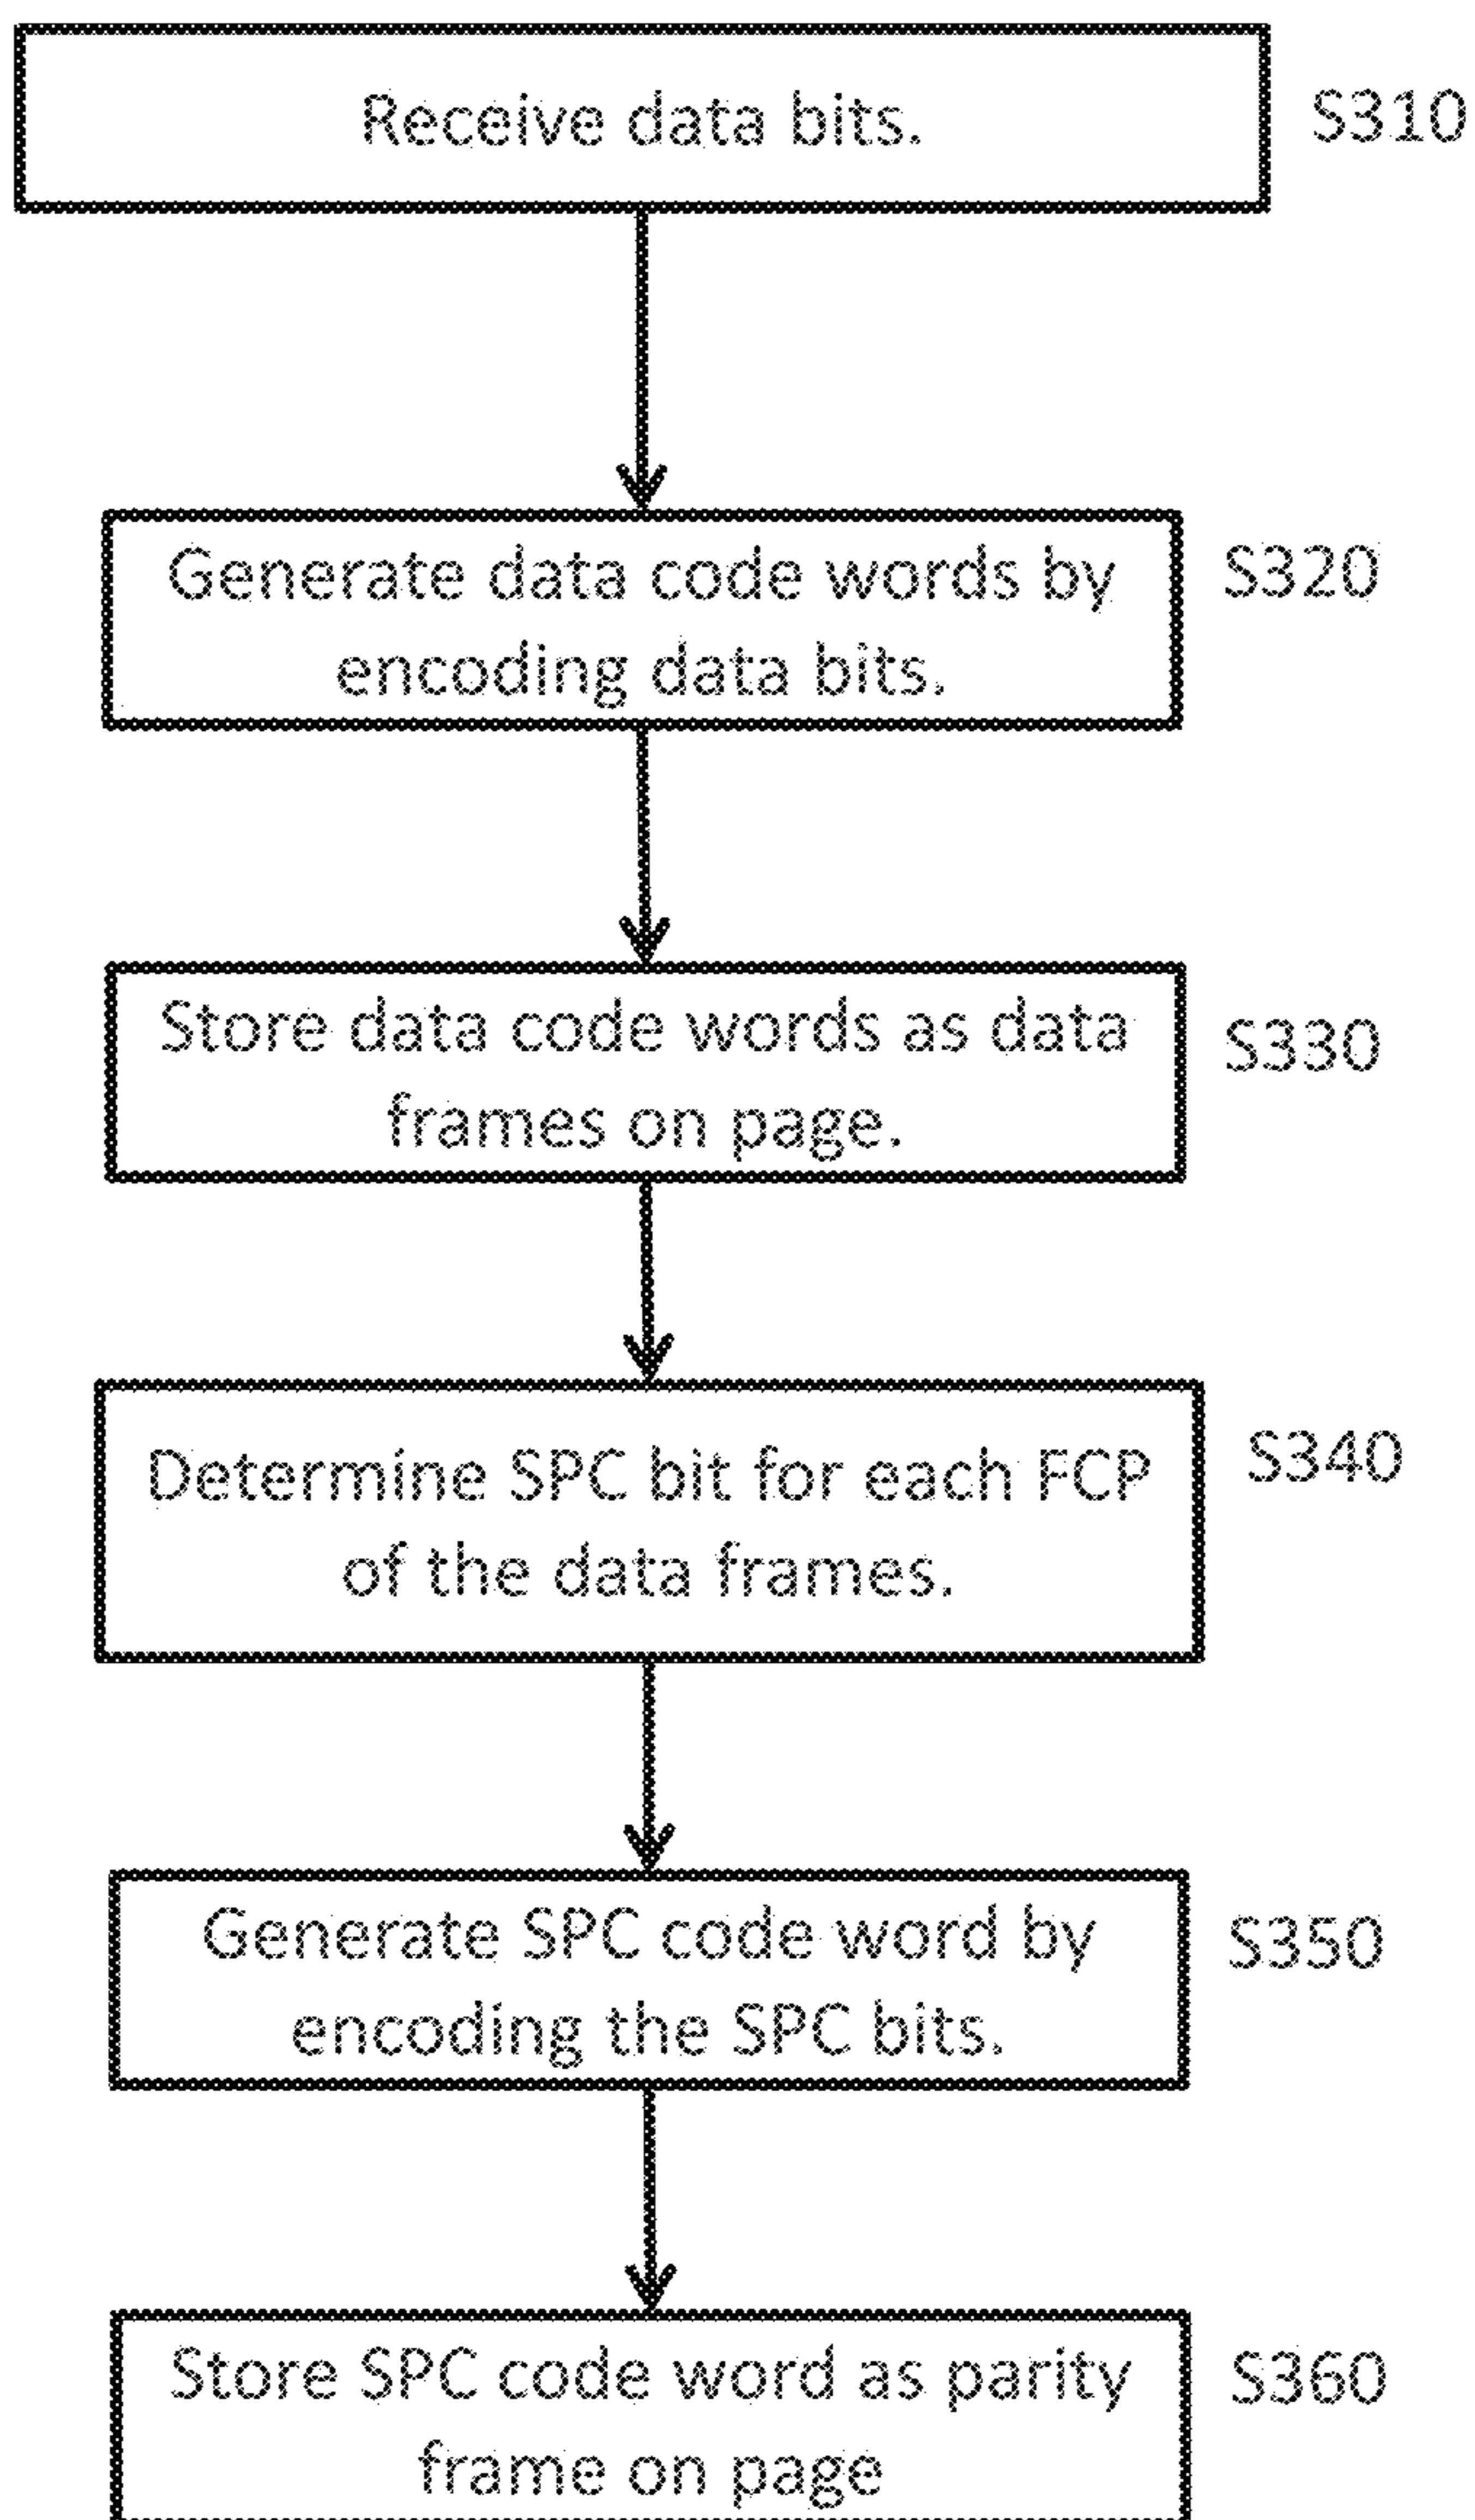 Receive data bits.
S310
Generate data code words by
S320
encoding data bits.
Store data code words as data
S330
frames on page.
Determine SPC bit for each FCP
S340
of the data frames.
Generate SPC code word by
S350
encoding the SPC bits.
Store SPC code word as parity
S360
frame on page